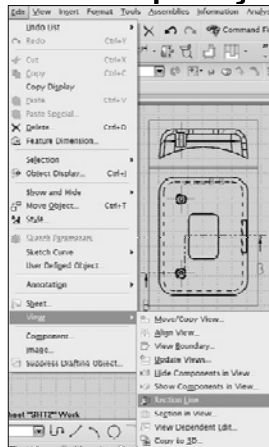 Edit View Insert Format Tools Assemblies Information Analys
Undo List
Redo Ctrl+Y
Command Fi
Cut Ctrl+X
Copy Ctrl+C
Copy Display
Paste Ctrl+V
Paste Special...
Delete... Ctrl+D
Feature Dimension...
Selection
Object Display... Ctrl+J
Show and Hide
Move Object... Ctrl+T
Style...
Sketch Parameters...
Sketch Curve
User Defined Object
Annotation
Sheet...
View
Component...
Image...
Suppress Drafting Object...
Move/Copy View...
Align View...
View Boundary...
Update Views...
Hide Components in View...
Show Components in View...
Section Line...
Section in View...
View Dependent Edit...
Copy to 3D...
heet "SHT2" Work